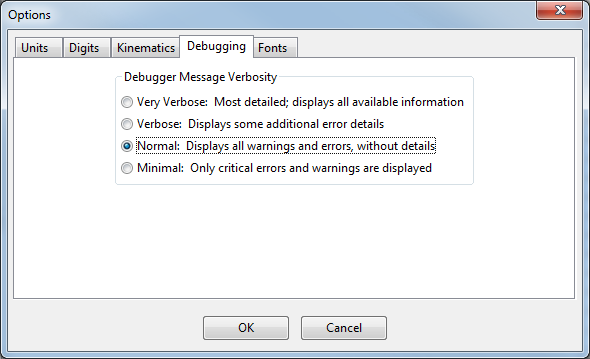 Options
Units Digits Kinematics Debugging Fonts
Debugger Message Verbosity
Very Verbose: Most detailed; displays all available information
Verbose: Displays some additional error details
Normal: Displays all warnings and errors, without details
Minimal: Only critical errors and warnings are displayed
OK Cancel